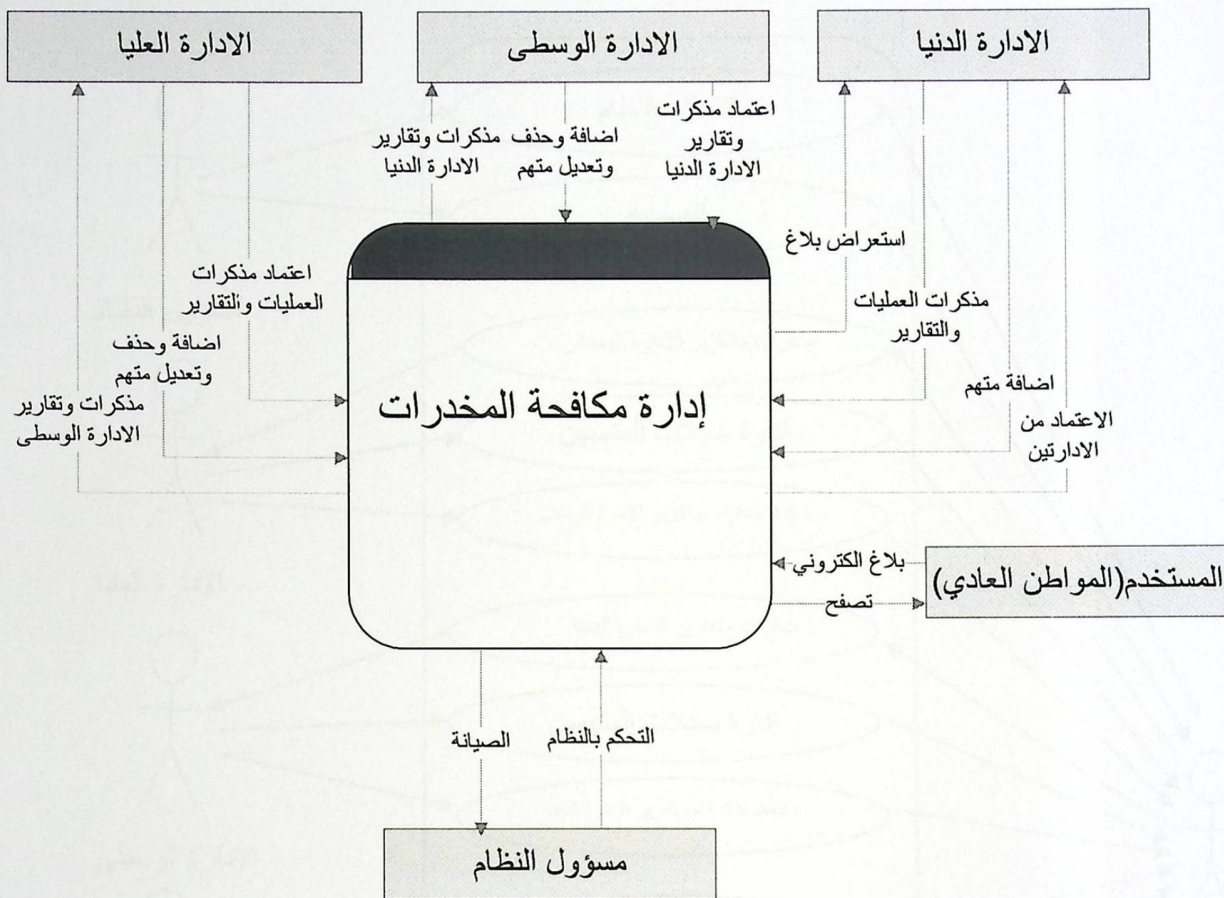 الادارة الدنيا
الادارة الوسطى
الادارة العليا
اعتماد مذكرات
وتقارير
الادارة الدنيا
اضافة وحذف
وتعديل متهم
مذكرات وتقارير
الادارة الدنيا
استعراض بلاغ
مذكرات العمليات
والتقارير
اضافة متهم
الاعتماد من
الادارتين
اعتماد مذكرات
العمليات والتقارير
اضافة وحذف
وتعديل متهم
مذكرات وتقارير
الادارة الوسطى
إدارة مكافحة المخدرات
بلاغ الكتروني
تصفح
المستخدم(المواطن العادي)
التحكم بالنظام
الصيانة
مسؤول النظام